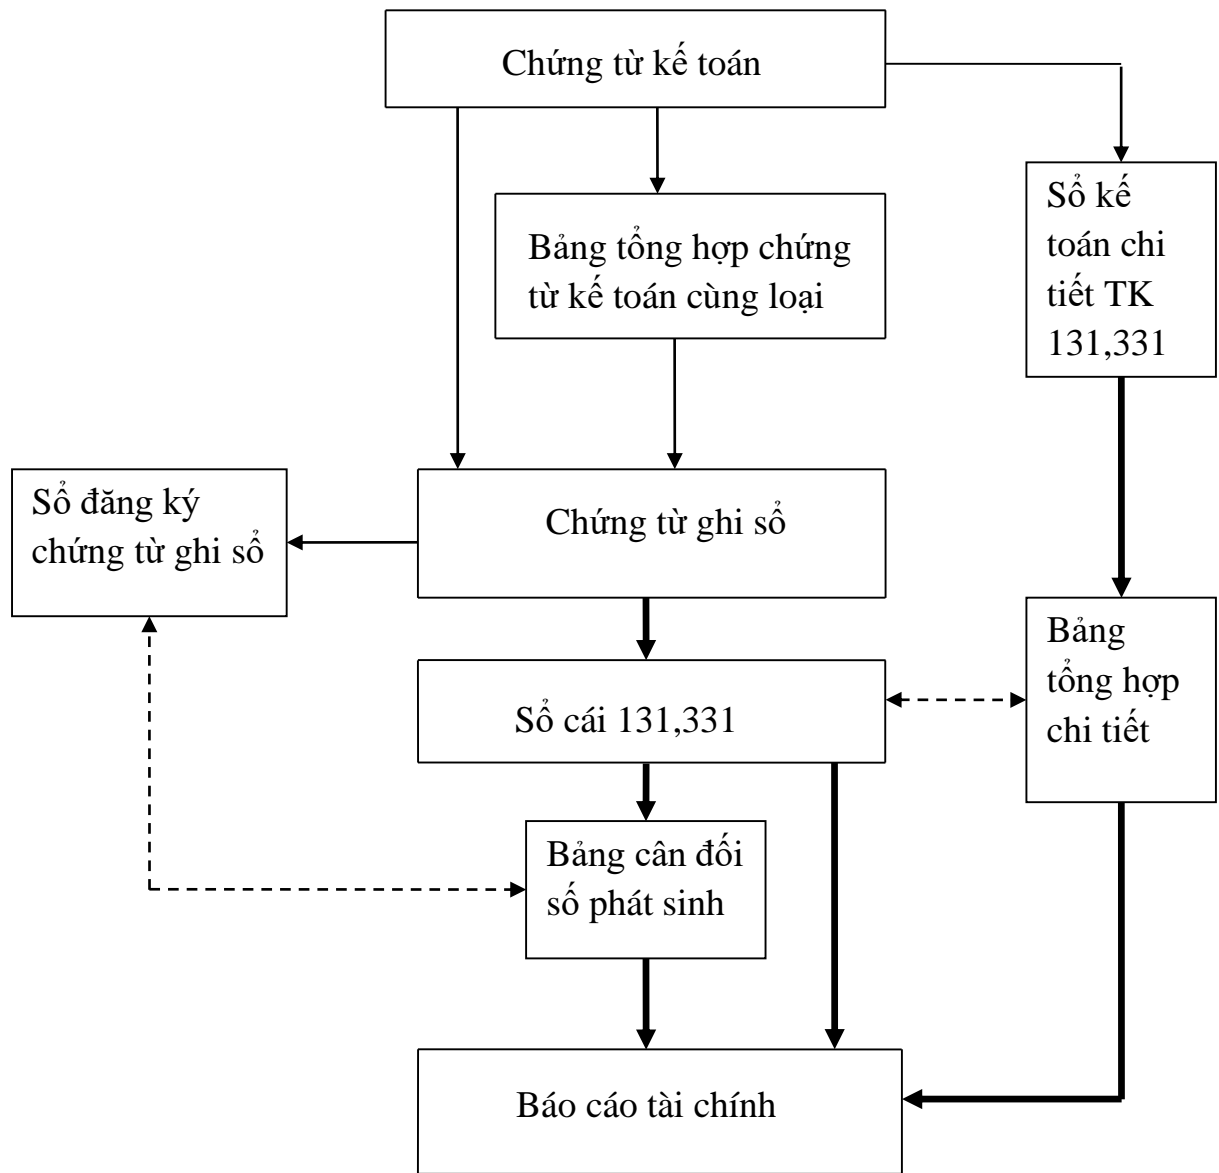 Chứng từ kế toán
Bảng tổng hợp chứng
từ kế toán cùng loại
Sổ kế
toán chi
tiết TK
131,331
Sổ đăng ký
chứng từ ghi sổ
Chứng từ ghi sổ
Sổ cái 131,331
Bảng
tổng hợp
chi tiết
Bảng cân đối
số phát sinh
Báo cáo tài chính